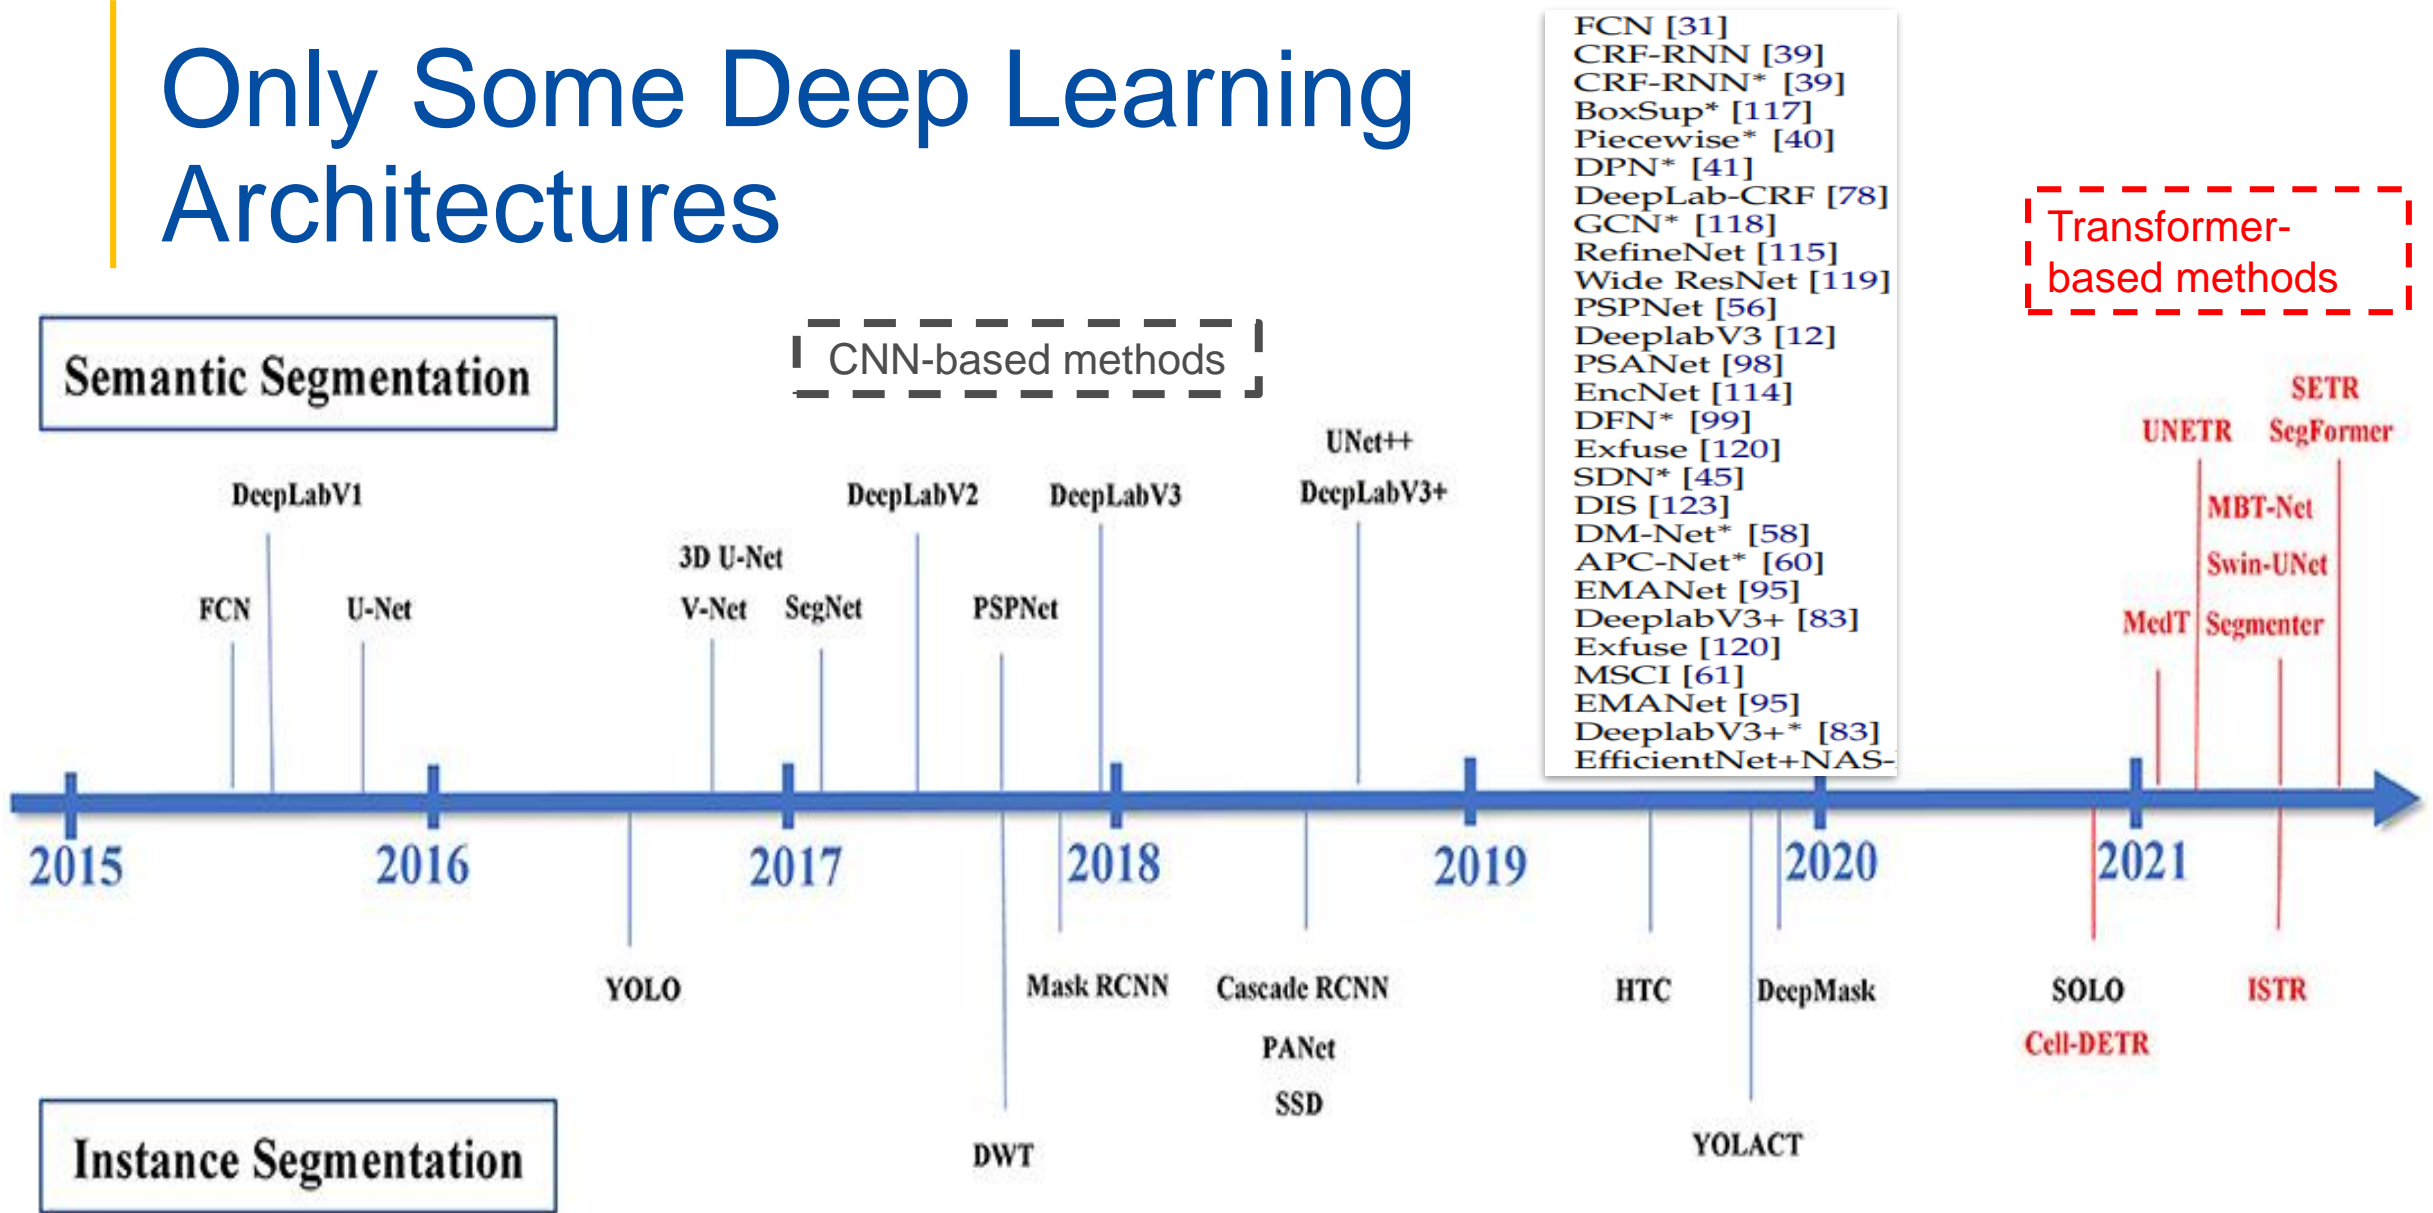 Only Some Deep Learning
Architectures
FCN [31]
CRF-RNN [39]
CRF-RNN* [39]
BoxSup* [117]
Piecewise* [40]
DPN* [41]
DeepLab-CRF [78]
GCN* [118]
RefineNet [115]
Wide ResNet [119]
PSPNet [56]
DeeplabV3 [12]
PSANet [98]
EncNet [114]
DFN* [99]
Exfuse [120]
SDN* [45]
DIS [123]
DM-Net* [58]
APC-Net* [60]
EMANet [95]
DeeplabV3+ [83]
Exfuse [120]
MSCI [61]
EMANet [95]
DeeplabV3+* [83]
EfficientNet+NAS-
Transformer-
based methods
CNN-based methods
Semantic Segmentation
SETR
UNETR SegFormer
UNet++
DeepLabV1 DeepLabV2 DeepLabV3 DeepLabV3+
MBT-Net
3D U-Net
Swin-UNet
FCN U-Net V-Net SegNet PSPNet
MedT Segmenter
2015 2016 2017 2018 2019 2020 2021
YOLO Mask RCNN Cascade RCNN HTC DeepMask SOLO ISTR
PANet Cell-DETR
SSD
DWT YOLACT
Instance Segmentation